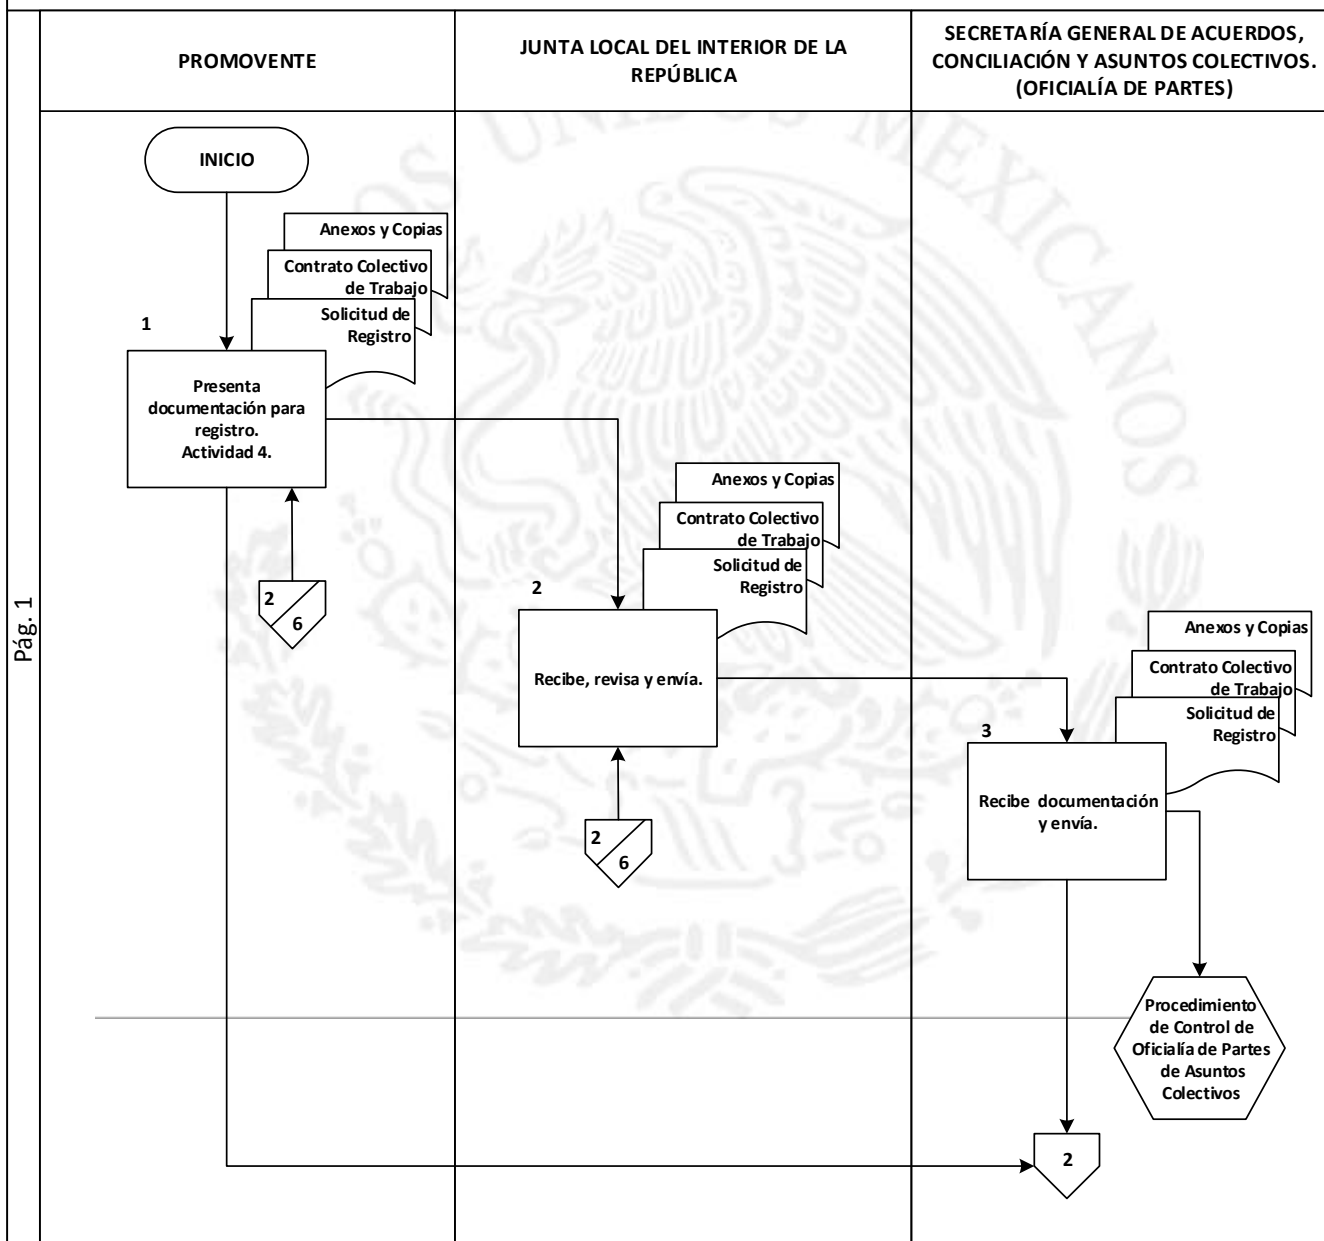 PROMOVENTE
JUNTA LOCAL DEL INTERIOR DE LA
REPÚBLICA
SECRETARÍA GENERAL DE ACUERDOS,
CONCILIACIÓN Y ASUNTOS COLECTIVOS.
(OFICIALÍA DE PARTES)
Pág. 1
UNIDOS MEXICANOS
INICIO
Anexos y Copias
Contrato Colectivo
de Trabajo
Solicitud de
Registro
1
Presenta
documentación para
registro.
Actividad 4.
2
6
Anexos y Copias
Contrato Colectivo
de Trabajo
Solicitud de
Registro
2
Recibe, revisa y envía.
2
6
Anexos y Copias
Contrato Colectivo
de Trabajo
Solicitud de
Registro
3
Recibe documentación
y envía.
Procedimiento
de Control de
Oficialía de Partes
de Asuntos
Colectivos
2